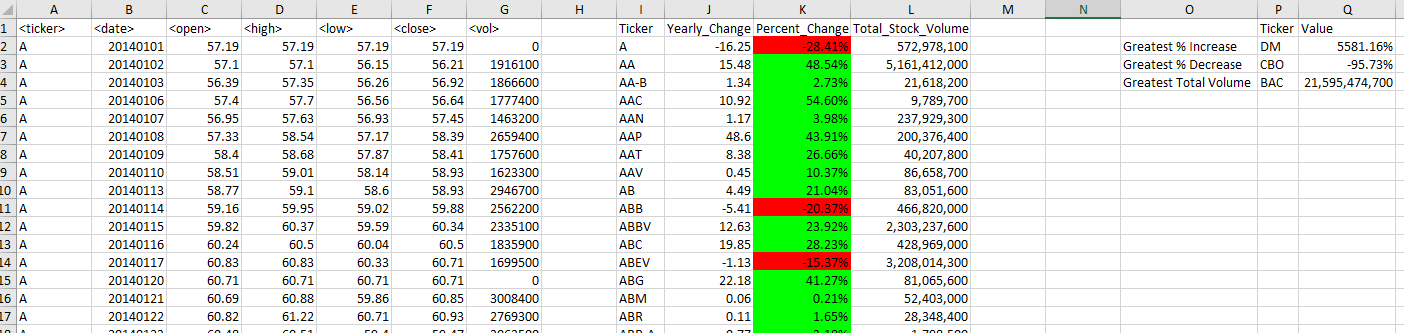 A B C D E F G H I J K L M N O P Q
1 <ticker> <date> <open> <high> <low> <close> <vol> Ticker Yearly_Change Percent_Change Total_Stock_Volume Ticker Value
2 A 20140101 57.19 57.19 57.19 57.19 0 A -16.25 -28.41% 572,978,100 Greatest % Increase DM 5581.16%
3 A 20140102 57.1 57.1 56.15 56.21 1916100 AA 15.48 48.54% 5,161,412,000 Greatest % Decrease CBO -95.73%
4 A 20140103 56.39 57.35 56.26 56.92 1866600 AA-B 1.34 2.73% 21,618,200 Greatest Total Volume BAC 21,595,474,700
5 A 20140106 57.4 57.7 56.56 56.64 1777400 AAC 10.92 54.60% 9,789,700
6 A 20140107 56.95 57.63 56.93 57.45 1463200 AAN 1.17 3.98% 237,929,300
7 A 20140108 57.33 58.54 57.17 58.39 2659400 AAP 48.6 43.91% 200,376,400
8 A 20140109 58.4 58.68 57.87 58.41 1757600 AAT 8.38 26.66% 40,207,800
9 A 20140110 58.51 59.01 58.14 58.93 1623300 AAV 0.45 10.37% 86,658,700
10 A 20140113 58.77 59.1 58.6 58.93 2946700 AB 4.49 21.04% 83,051,600
11 A 20140114 59.16 59.95 59.02 59.88 2562200 ABB -5.41 -20.37% 466,820,000
12 A 20140115 59.82 60.37 59.59 60.34 2335100 ABBV 12.63 23.92% 2,303,237,600
13 A 20140116 60.24 60.5 60.04 60.5 1835900 ABC 19.85 28.23% 428,969,000
14 A 20140117 60.83 60.83 60.33 60.71 1699500 ABEV -1.13 -15.37% 3,208,014,300
15 A 20140120 60.71 60.71 60.71 60.71 0 ABG 22.18 41.27% 81,065,600
16 A 20140121 60.69 60.88 59.86 60.85 3008400 ABM 0.06 0.21% 52,403,000
17 A 20140122 60.82 61.22 60.71 60.93 2769300 ABR 0.11 1.65% 28,348,400